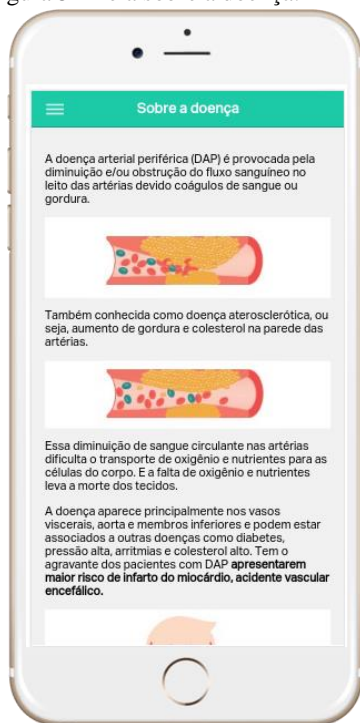 Sobre a doença
A doença arterial periférica (DAP) é provocada pela
diminuição e/ou obstrução do fluxo sanguíneo no
leito das artérias devido coágulos de sangue ou
gordura.
Também conhecida como doença aterosclerótica, ou
seja, aumento de gordura e colesterol na parede das
artérias.
Essa diminuição de sangue circulante nas artérias
dificulta o transporte de oxigênio e nutrientes para as
células do corpo. E a falta de oxigênio e nutrientes
leva a morte dos tecidos.
A doença aparece principalmente nos vasos
viscerais, aorta e membros inferiores e podem estar
associados a outras doenças como diabetes,
pressão alta, arritmias e colesterol alto. Tem o
agravante dos pacientes com DAP apresentarem
maior risco de infarto do miocárdio, acidente vascular
encefálico.